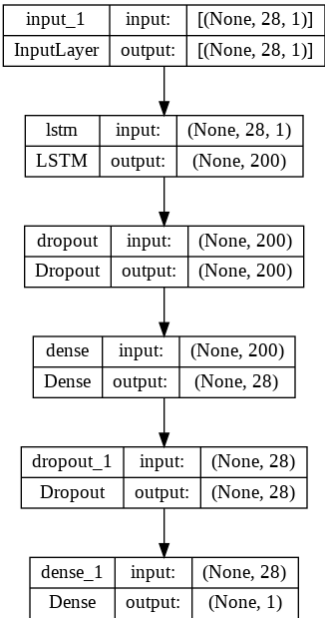 input_1 input: [(None, 28, 1)]
InputLayer output: [(None, 28, 1)]
lstm input: (None, 28, 1)
LSTM output: (None, 200)
dropout input: (None, 200)
Dropout output: (None, 200)
dense input: (None, 200)
Dense output: (None, 28)
dropout_1 input: (None, 28)
Dropout output: (None, 28)
dense_1 input: (None, 28)
Dense output: (None, 1)